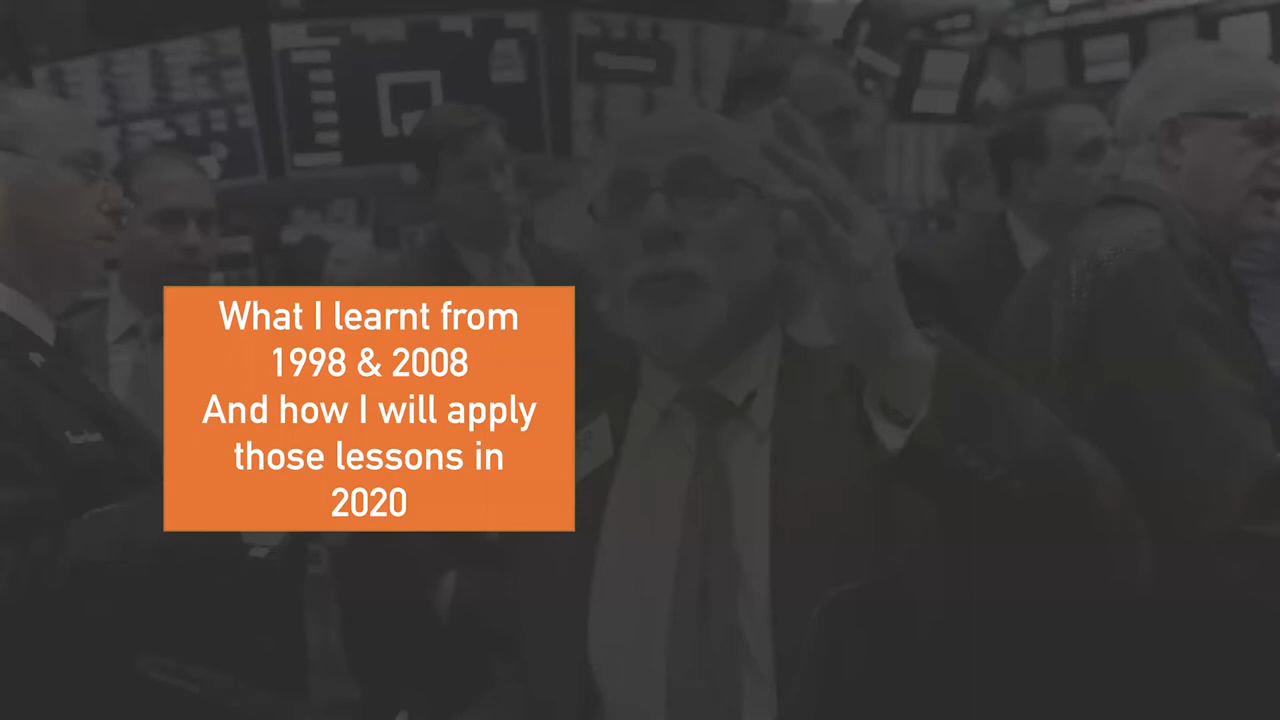 What I learnt from
1998 & 2008
And how I will apply
those lessons in
2020